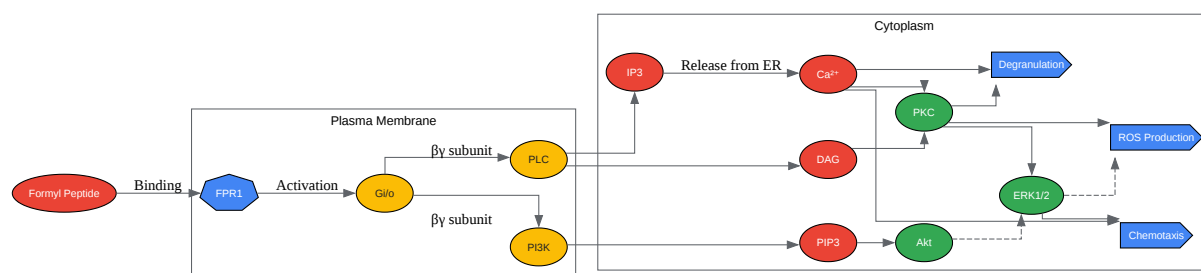 Cytoplasm
Plasma Membrane
Formyl Peptide
Binding
FPR1
Activation
Gi/o
βγ subunit
βγ subunit
PLC
PI3K
IP3
Release from ER
Ca²⁺
Degranulation
PKC
DAG
ROS Production
ERK1/2
PIP3
Akt
Chemotaxis